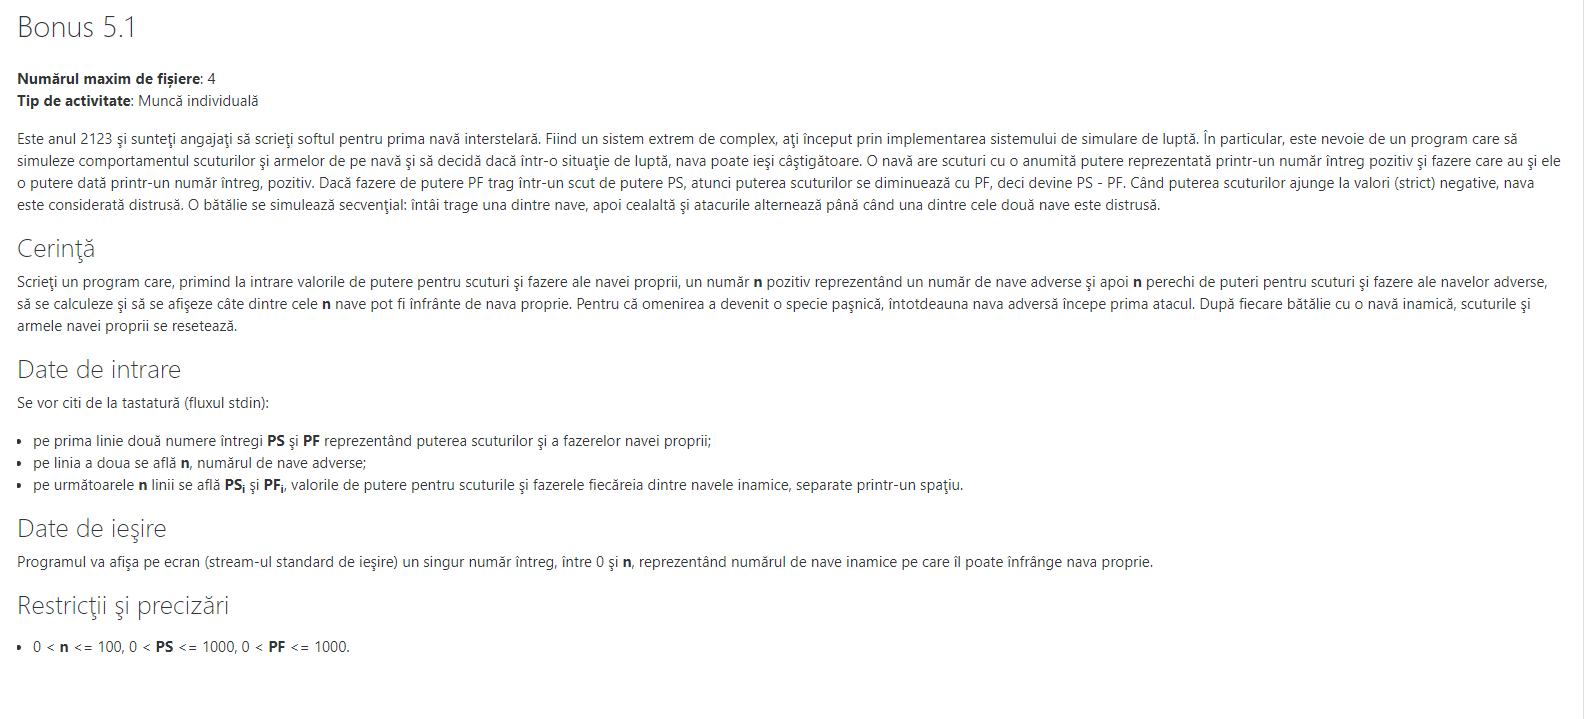 Bonus 5.1
Numărul maxim de fișiere: 4
Tip de activitate: Muncă individuală
Este anul 2123 şi sunteţi angajaţi să scrieţi softul pentru prima navă interstelară. Fiind un sistem extrem de complex, aţi început prin implementarea sistemului de simulare de luptă. În particular, este nevoie de un program care să
simuleze comportamentul scuturilor şi armelor de pe navă şi să decidă dacă într-o situaţie de luptă, nava poate ieşi câştigătoare. O navă are scuturi cu o anumită putere reprezentată printr-un număr întreg pozitiv şi fazere care au şi ele
o putere dată printr-un număr întreg, pozitiv. Dacă fazere de putere PF trag într-un scut de putere PS, atunci puterea scuturilor se diminuează cu PF, deci devine PS - PF. Când puterea scuturilor ajunge la valori (strict) negative, nava
este considerată distrusă. O bătălie se simulează secvenţial: întâi trage una dintre nave, apoi cealaltă şi atacurile alternează până când una dintre cele două nave este distrusă.
Cerinţă
Scrieţi un program care, primind la intrare valorile de putere pentru scuturi şi fazere ale navei proprii, un număr n pozitiv reprezentând un număr de nave adverse şi apoi n perechi de puteri pentru scuturi şi fazere ale navelor adverse,
să se calculeze şi să se afişeze câte dintre cele n nave pot fi înfrânte de nava proprie. Pentru că omenirea a devenit o specie paşnică, întotdeauna nava adversă începe prima atacul. După fiecare bătălie cu o navă inamică, scuturile şi
armele navei proprii se resetează.
Date de intrare
Se vor citi de la tastatură (fluxul stdin):
• pe prima linie două numere întregi PS şi PF reprezentând puterea scuturilor şi a fazerelor navei proprii;
• pe linia a doua se află n, numărul de nave adverse;
• pe următoarele n linii se află PSi şi PFi, valorile de putere pentru scuturile şi fazerele fiecăreia dintre navele inamice, separate printr-un spaţiu.
Date de ieşire
Programul va afişa pe ecran (stream-ul standard de ieşire) un singur număr întreg, între 0 şi n, reprezentând numărul de nave inamice pe care îl poate înfrânge nava proprie.
Restricţii şi precizări
• 0 < n <= 100, 0 < PS <= 1000, 0 < PF <= 1000.